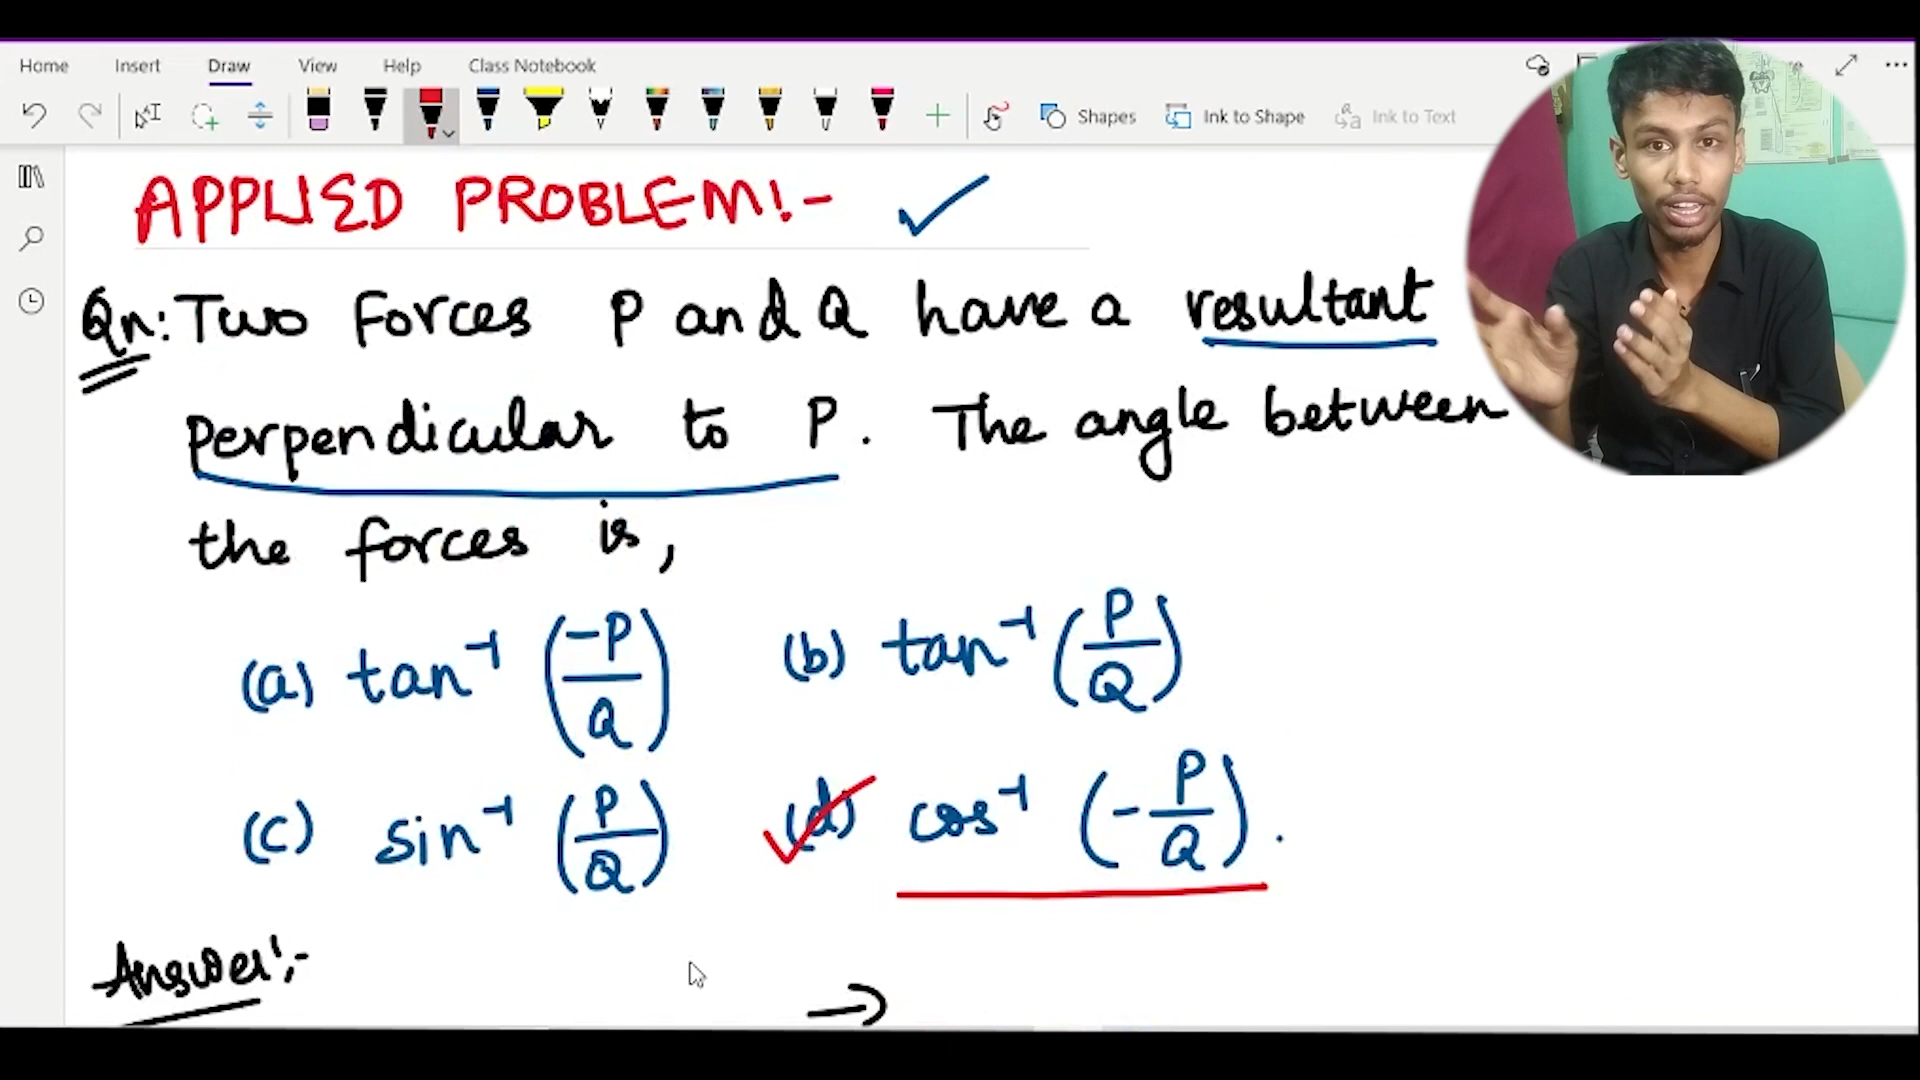 Home Insert Draw View Help Class Notebook
Shapes Ink to Shape Ink to Text
APPLIED PROBLEM!-
Qn: Two Forces P and Q have a resultant
perpendicular to P. The angle between
the forces is,
(a) tan⁻¹ (-P/Q) (b) tan⁻¹ (P/Q)
(c) sin⁻¹ (P/Q) (d) cos⁻¹ (-P/Q).
Answer:-